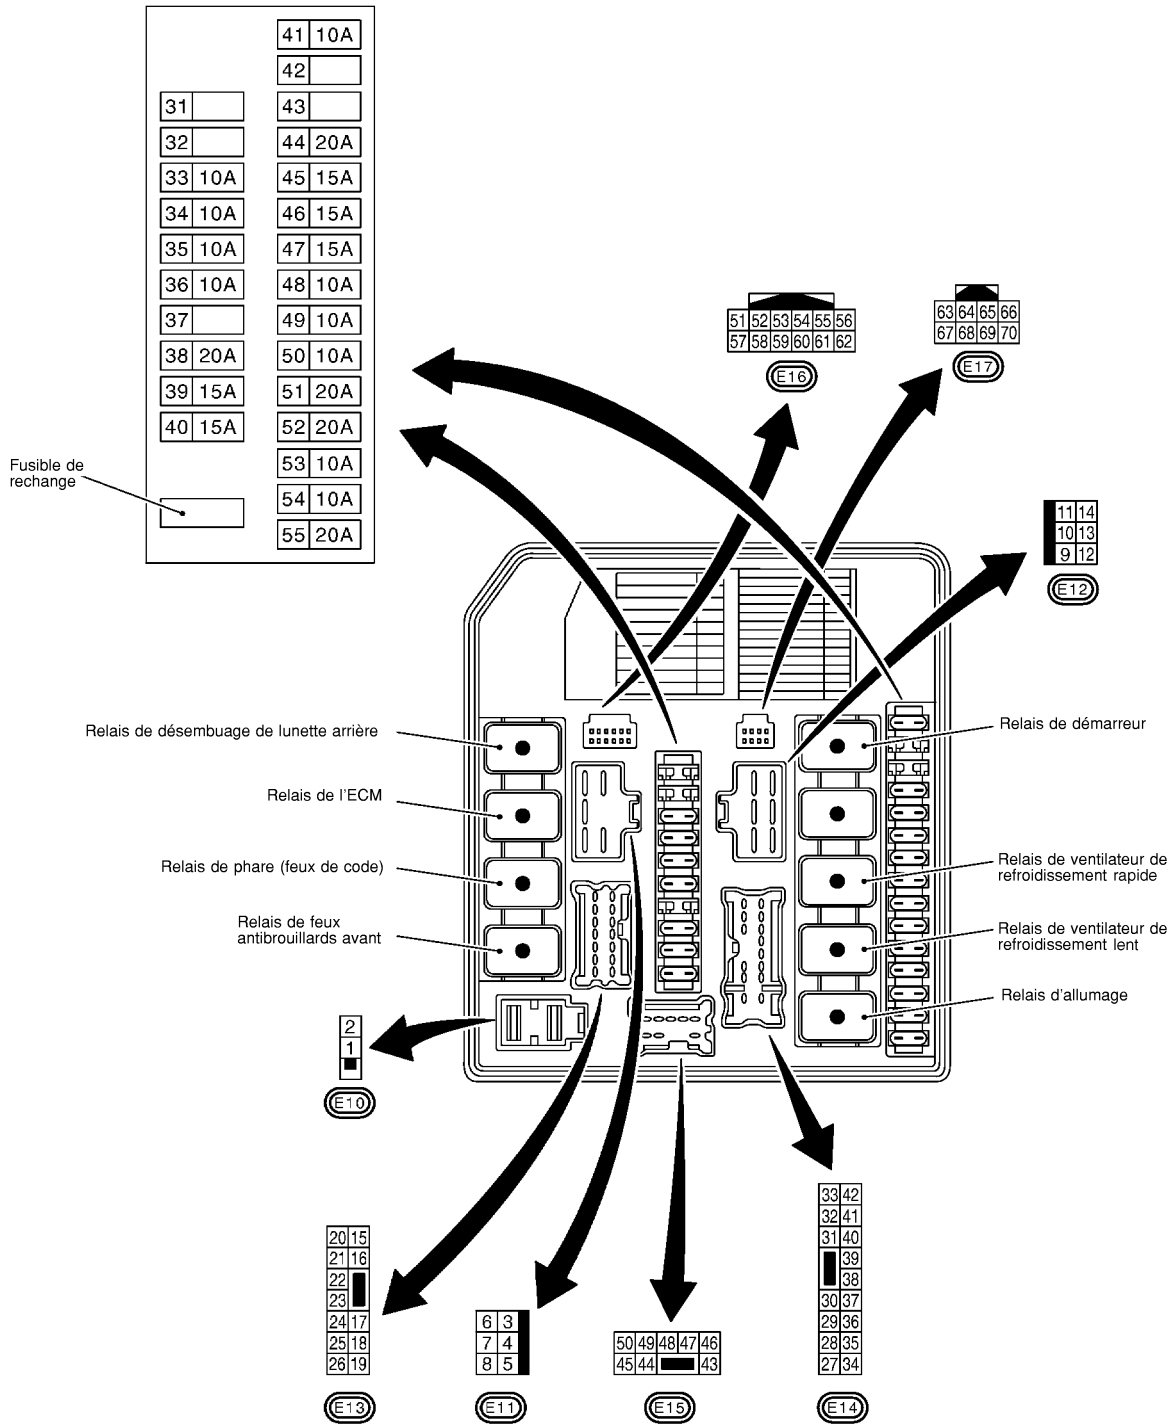 41 10A
42
31 43
32 44 20A
33 10A 45 15A
34 10A 46 15A
35 10A 47 15A
36 10A 48 10A
37 49 10A
38 20A 50 10A
39 15A 51 20A
40 15A 52 20A
53 10A
54 10A
55 20A
Fusible de
rechange
51 52 53 54 55 56
57 58 59 60 61 62
E16
63 64 65 66
67 68 69 70
E17
11 14
10 13
9 12
E12
Relais de désembuage de lunette arrière
Relais de l'ECM
Relais de phare (feux de code)
Relais de feux
antibrouillards avant
Relais de démarreur
Relais de ventilateur de
refroidissement rapide
Relais de ventilateur de
refroidissement lent
Relais d'allumage
2
1
E10
20 15
21 16
22
23
24 17
25 18
26 19
E13
6 3
7 4
8 5
E11
50 49 48 47 46
45 44 43
E15
33 42
32 41
31 40
39
38
30 37
29 36
28 35
27 34
E14